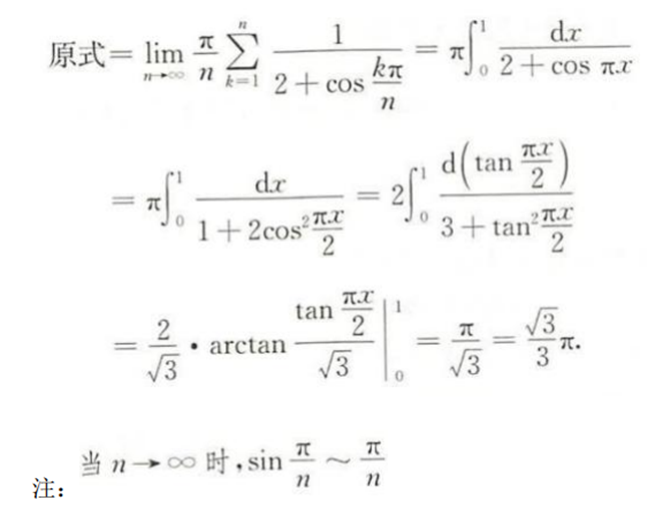 原式 = lim_{n→∞} π/n ∑_{k=1}^{n} 1/(2 + cos kπ/n) = π∫_0^1 dx/(2 + cos πx)
= π∫_0^1 dx/(1 + 2cos² πx/2) = 2∫_0^1 d(tan πx/2)/(3 + tan² πx/2)
= 2/√3 · arctan (tan πx/2)/√3 |_0^1 = π/√3 = √3/3 π.
注: 当 n→∞ 时,sin π/n ~ π/n